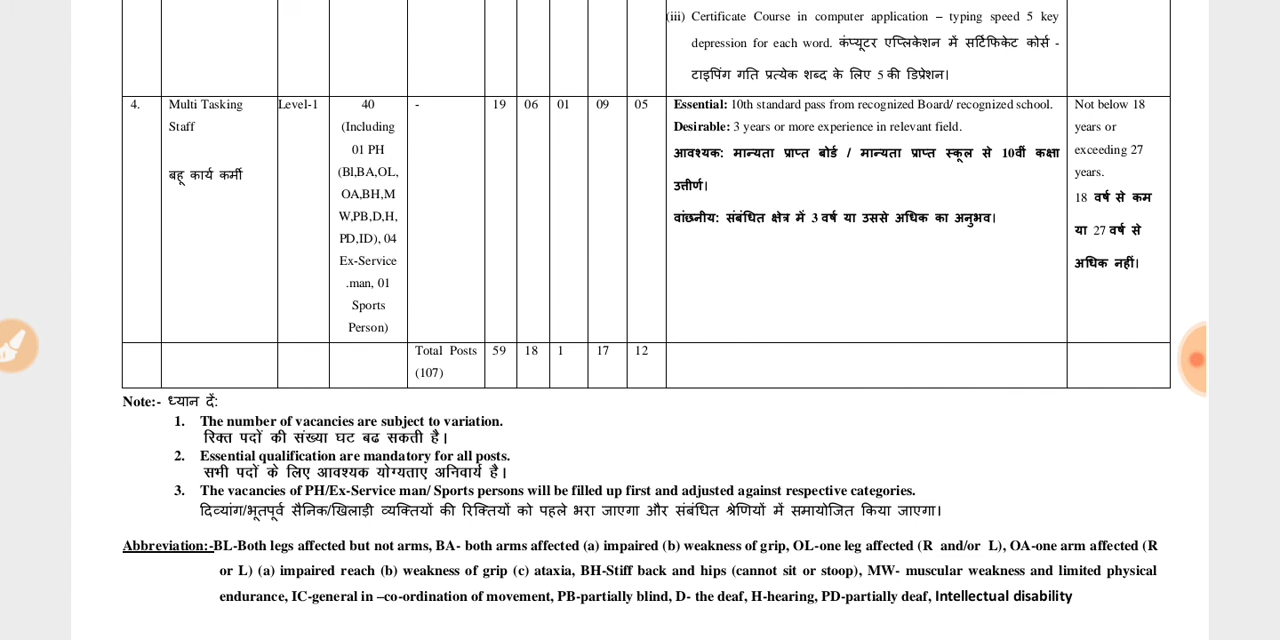 (iii) Certificate Course in computer application – typing speed 5 key
depression for each word. कंप्यूटर एप्लिकेशन में सर्टिफिकेट कोर्स -
टाइपिंग गति प्रत्येक शब्द के लिए 5 की डिप्रेशन।
4.
Multi Tasking
Staff
बहू कार्य कर्मी
Level-1
40
(Including
01 PH
(Bl,BA,OL,
OA,BH,M
W,PB,D,H,
PD,ID), 04
Ex-Service
.man, 01
Sports
Person)
-
19
06
01
09
05
Essential: 10th standard pass from recognized Board/ recognized school.
Desirable: 3 years or more experience in relevant field.
आवश्यक: मान्यता प्राप्त बोर्ड / मान्यता प्राप्त स्कूल से 10वीं कक्षा
उत्तीर्ण।
वांछनीय: संबंधित क्षेत्र में 3 वर्ष या उससे अधिक का अनुभव।
Not below 18
years or
exceeding 27
years.
18 वर्ष से कम
या 27 वर्ष से
अधिक नहीं।
Total Posts
(107)
59
18
1
17
12
Note:- ध्यान दें:
1. The number of vacancies are subject to variation.
रिक्त पदों की संख्या घट बढ सकती है।
2. Essential qualification are mandatory for all posts.
सभी पदों के लिए आवश्यक योग्यताए अनिवार्य है।
3. The vacancies of PH/Ex-Service man/ Sports persons will be filled up first and adjusted against respective categories.
दिव्यांग/भूतपूर्व सैनिक/खिलाड़ी व्यक्तियों की रिक्तियों को पहले भरा जाएगा और संबंधित श्रेणियों में समायोजित किया जाएगा।
Abbreviation:-BL-Both legs affected but not arms, BA- both arms affected (a) impaired (b) weakness of grip, OL-one leg affected (R and/or L), OA-one arm affected (R
or L) (a) impaired reach (b) weakness of grip (c) ataxia, BH-Stiff back and hips (cannot sit or stoop), MW- muscular weakness and limited physical
endurance, IC-general in –co-ordination of movement, PB-partially blind, D- the deaf, H-hearing, PD-partially deaf, Intellectual disability